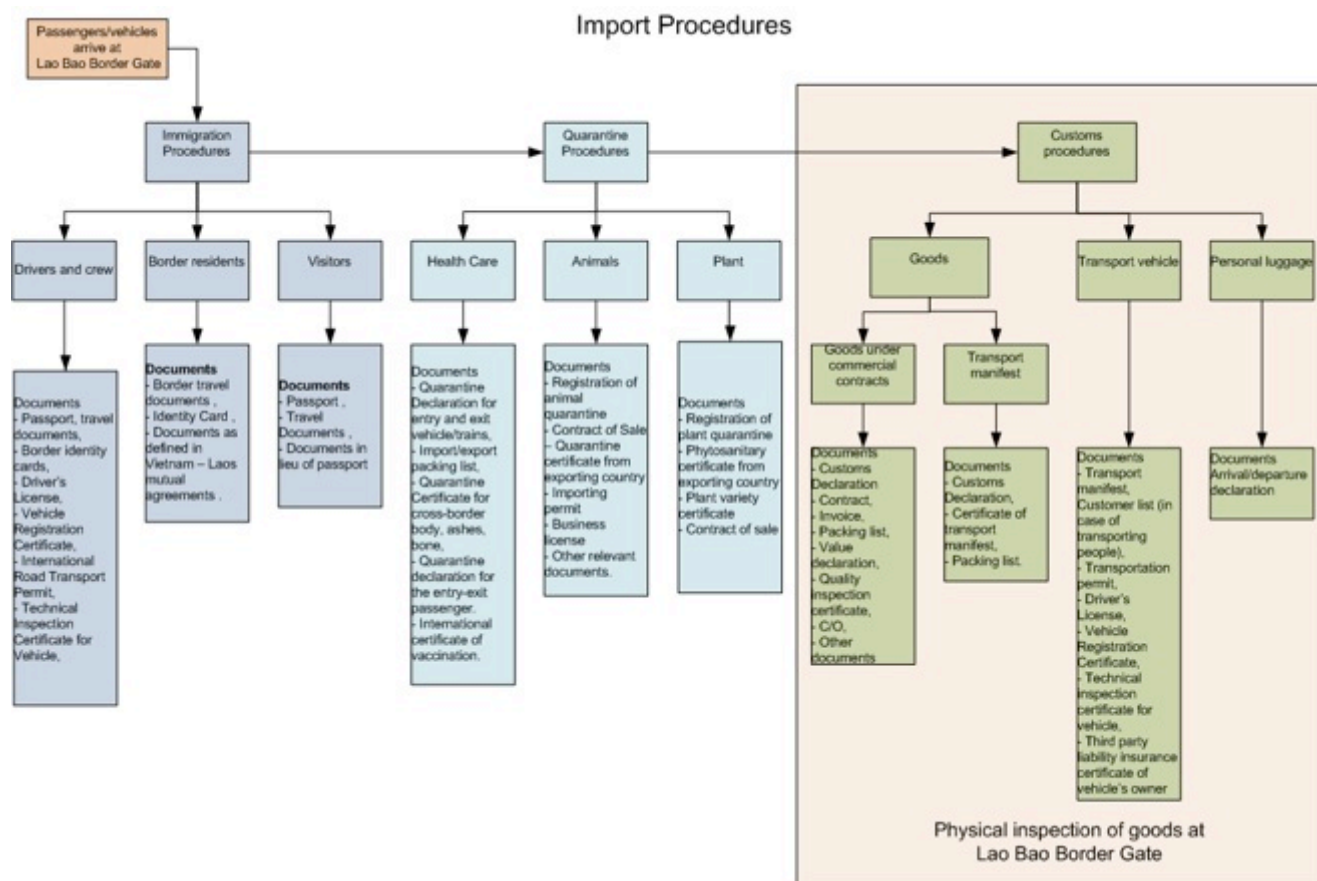 Import Procedures
Passengers/vehicles
arrive at
Lao Bao Border Gate
Immigration
Procedures
Quarantine
Procedures
Customs
procedures
Drivers and crew
Border residents
Visitors
Health Care
Animals
Plant
Goods
Transport vehicle
Personal luggage
Goods under
commercial
contracts
Transport
manifest
Documents
- Passport, travel
documents,
- Border identity
cards,
- Driver's
License,
- Vehicle
Registration
Certificate,
- International
Road Transport
Permit,
- Technical
Inspection
Certificate for
Vehicle,
Documents
- Border travel
documents ,
- Identity Card ,
- Documents as
defined in
Vietnam – Laos
mutual
agreements .
Documents
- Passport ,
- Travel
Documents ,
- Documents in
lieu of passport
Documents
- Quarantine
Declaration for
entry and exit
vehicle/trains,
- Import/export
packing list,
- Quarantine
Certificate for
cross-border
body, ashes,
bone,
- Quarantine
declaration for
the entry-exit
passenger.
- International
certificate of
vaccination.
Documents
- Registration of
animal
quarantine
- Contract of Sale
– Quarantine
certificate from
exporting country
- Importing
permit
- Business
license
- Other relevant
documents.
Documents
- Registration of
plant quarantine
- Phytosanitary
certificate from
exporting country
- Plant variety
certificate
- Contract of sale
Documents
- Customs
Declaration
- Contract,
- Invoice,
- Packing list,
- Value
declaration,
- Quality
inspection
certificate,
- C/O,
- Other
documents
Documents
- Customs
Declaration,
- Certificate of
transport
manifest,
- Packing list.
Documents
- Transport
manifest,
Customer list (in
case of
transporting
people),
- Transportation
permit,
- Driver's
License,
- Vehicle
Registration
Certificate,
- Technical
inspection
certificate for
vehicle,
- Third party
liability insurance
certificate of
vehicle's owner
Documents
Arrival/departure
declaration
Physical inspection of goods at
Lao Bao Border Gate